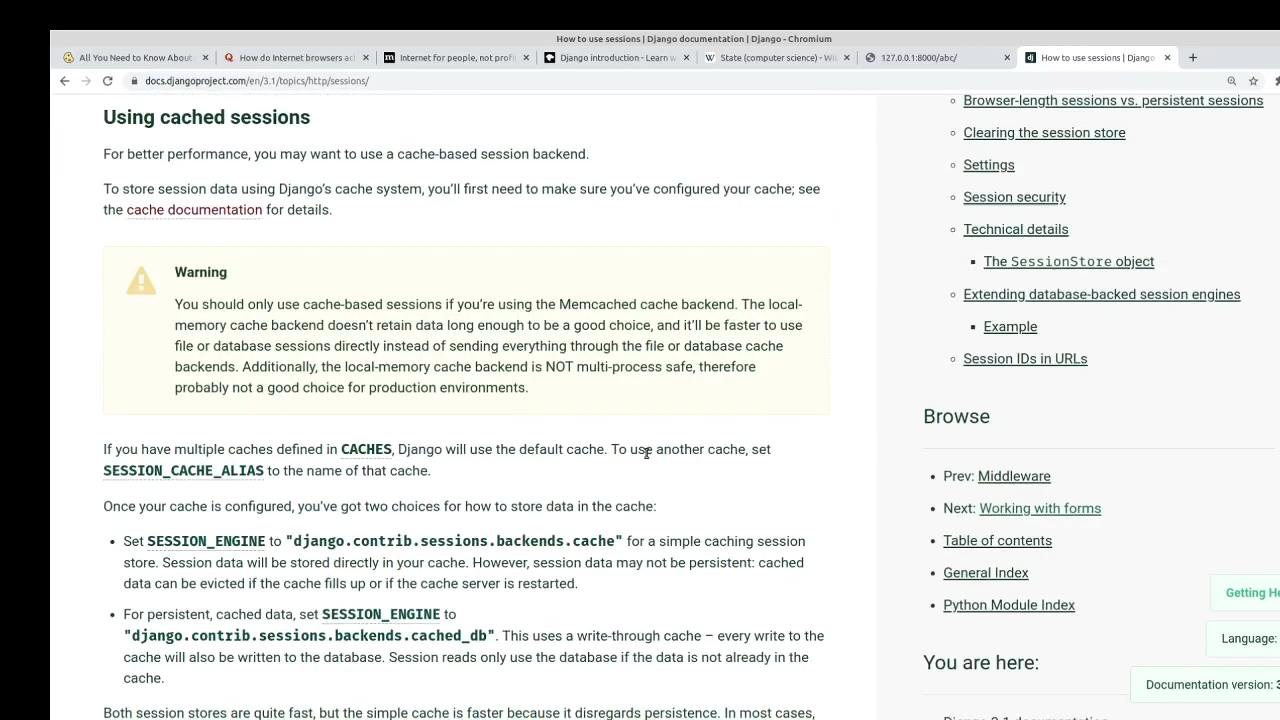 How to use sessions | Django documentation | Django - Chromium
All You Need to Know About
How do Internet browsers ac
Internet for people, not prof
Django introduction - Learn w
State (computer science) - Wi
127.0.0.1:8000/abc/
How to use sessions | Django
docs.djangoproject.com/en/3.1/topics/http/sessions/
Using cached sessions
For better performance, you may want to use a cache-based session backend.
To store session data using Django’s cache system, you’ll first need to make sure you’ve configured your cache; see
the cache documentation for details.
Warning
You should only use cache-based sessions if you’re using the Memcached cache backend. The local-
memory cache backend doesn’t retain data long enough to be a good choice, and it’ll be faster to use
file or database sessions directly instead of sending everything through the file or database cache
backends. Additionally, the local-memory cache backend is NOT multi-process safe, therefore
probably not a good choice for production environments.
If you have multiple caches defined in CACHES, Django will use the default cache. To use another cache, set
SESSION_CACHE_ALIAS to the name of that cache.
Once your cache is configured, you’ve got two choices for how to store data in the cache:
• Set SESSION_ENGINE to "django.contrib.sessions.backends.cache" for a simple caching session
store. Session data will be stored directly in your cache. However, session data may not be persistent: cached
data can be evicted if the cache fills up or if the cache server is restarted.
• For persistent, cached data, set SESSION_ENGINE to
"django.contrib.sessions.backends.cached_db". This uses a write-through cache – every write to the
cache will also be written to the database. Session reads only use the database if the data is not already in the
cache.
Both session stores are quite fast, but the simple cache is faster because it disregards persistence. In most cases,
Browser-length sessions vs. persistent sessions
Clearing the session store
Settings
Session security
Technical details
The SessionStore object
Extending database-backed session engines
Example
Session IDs in URLs
Browse
• Prev: Middleware
• Next: Working with forms
• Table of contents
• General Index
• Python Module Index
Getting He
Language:
You are here:
Documentation version: 3
Django 3.1 documentation